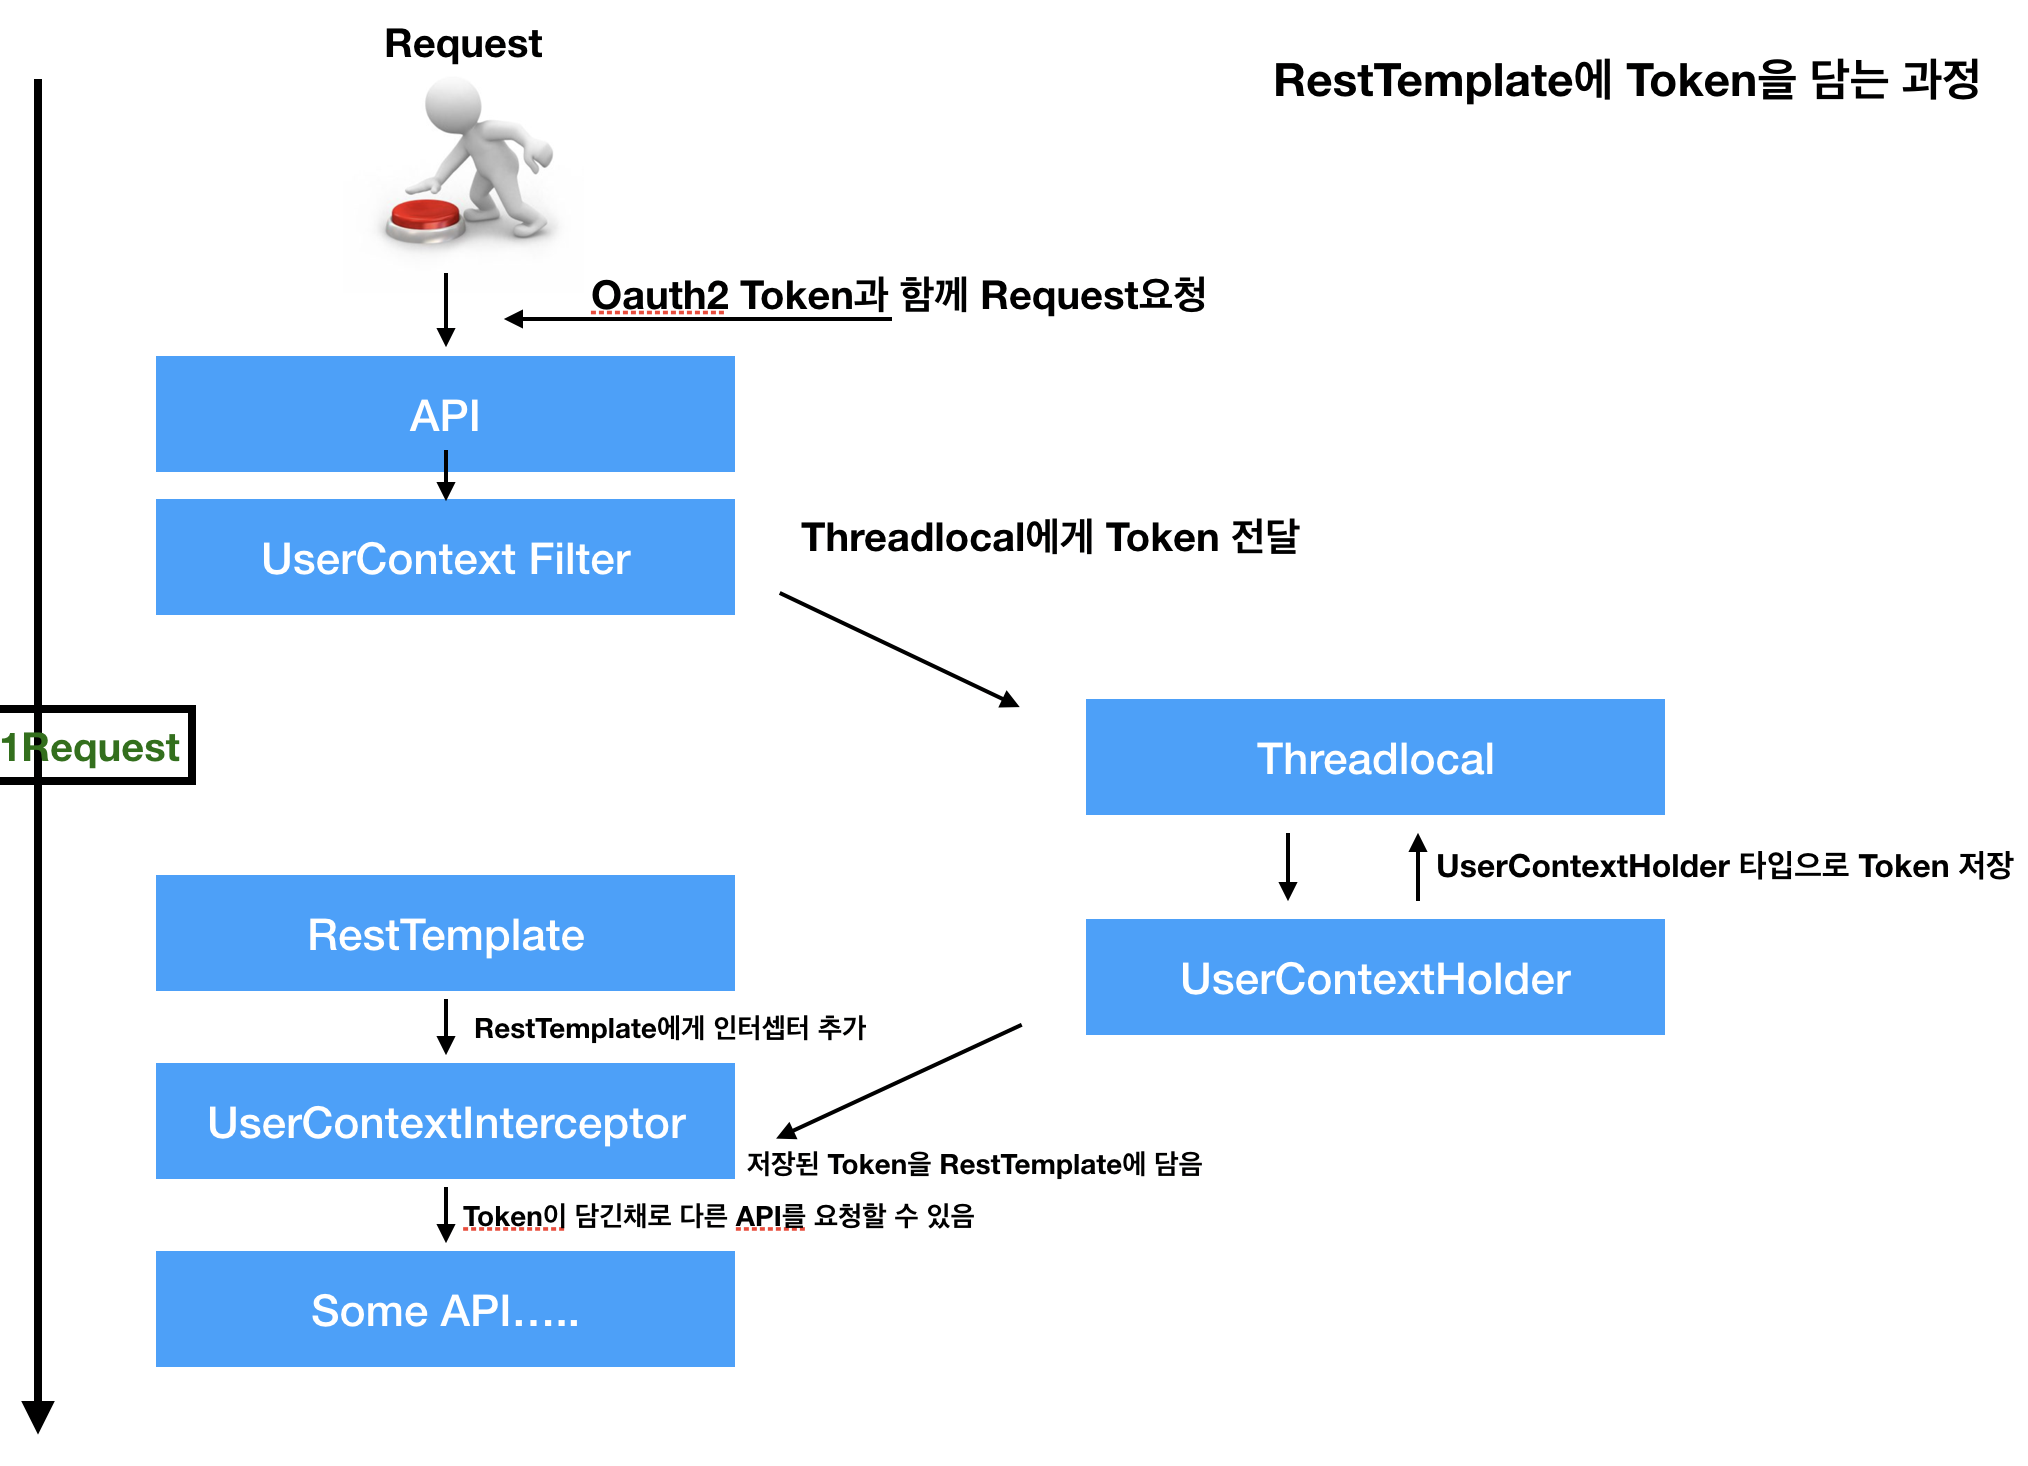 Request
RestTemplate에 Token을 담는 과정
Oauth2 Token과 함께 Request요청
API
UserContext Filter
Threadlocal에게 Token 전달
1Request
Threadlocal
UserContextHolder 타입으로 Token 저장
RestTemplate
UserContextHolder
RestTemplate에게 인터셉터 추가
UserContextInterceptor
저장된 Token을 RestTemplate에 담음
Token이 담긴채로 다른 API를 요청할 수 있음
Some API.....